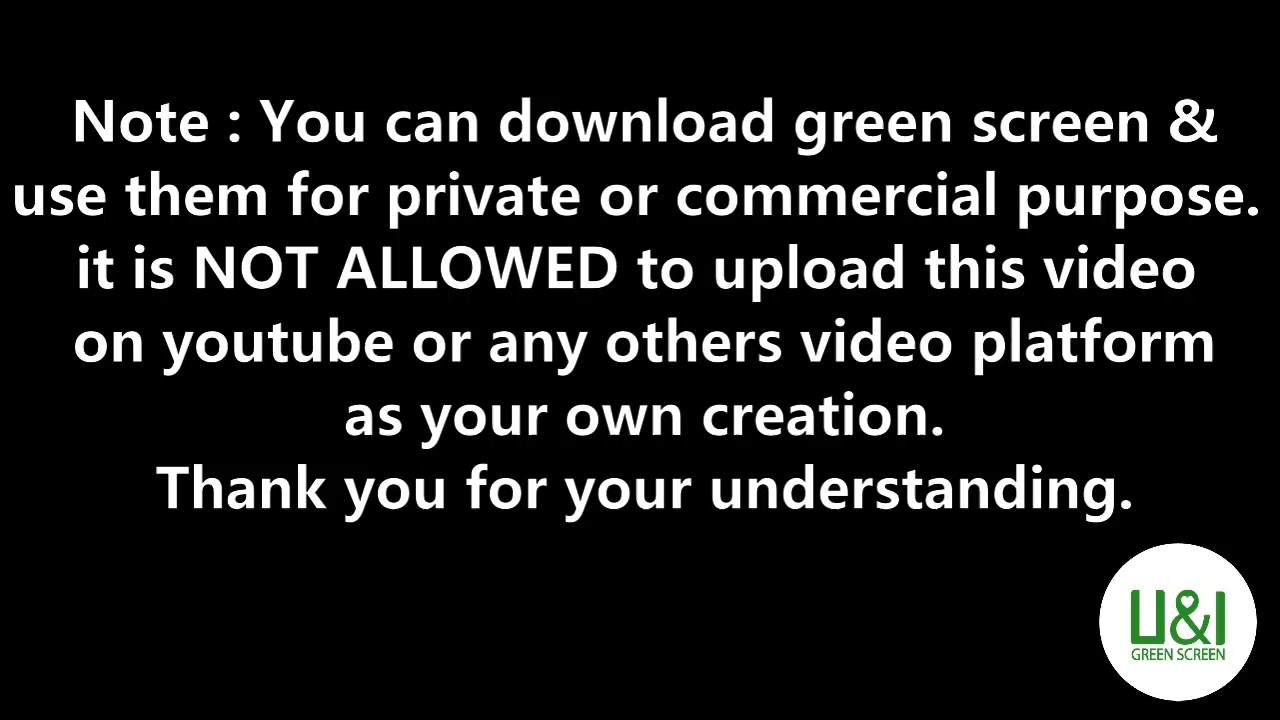 Note : You can download green screen &
use them for private or commercial purpose.
it is NOT ALLOWED to upload this video
on youtube or any others video platform
as your own creation.
Thank you for your understanding.
U&I
GREEN SCREEN